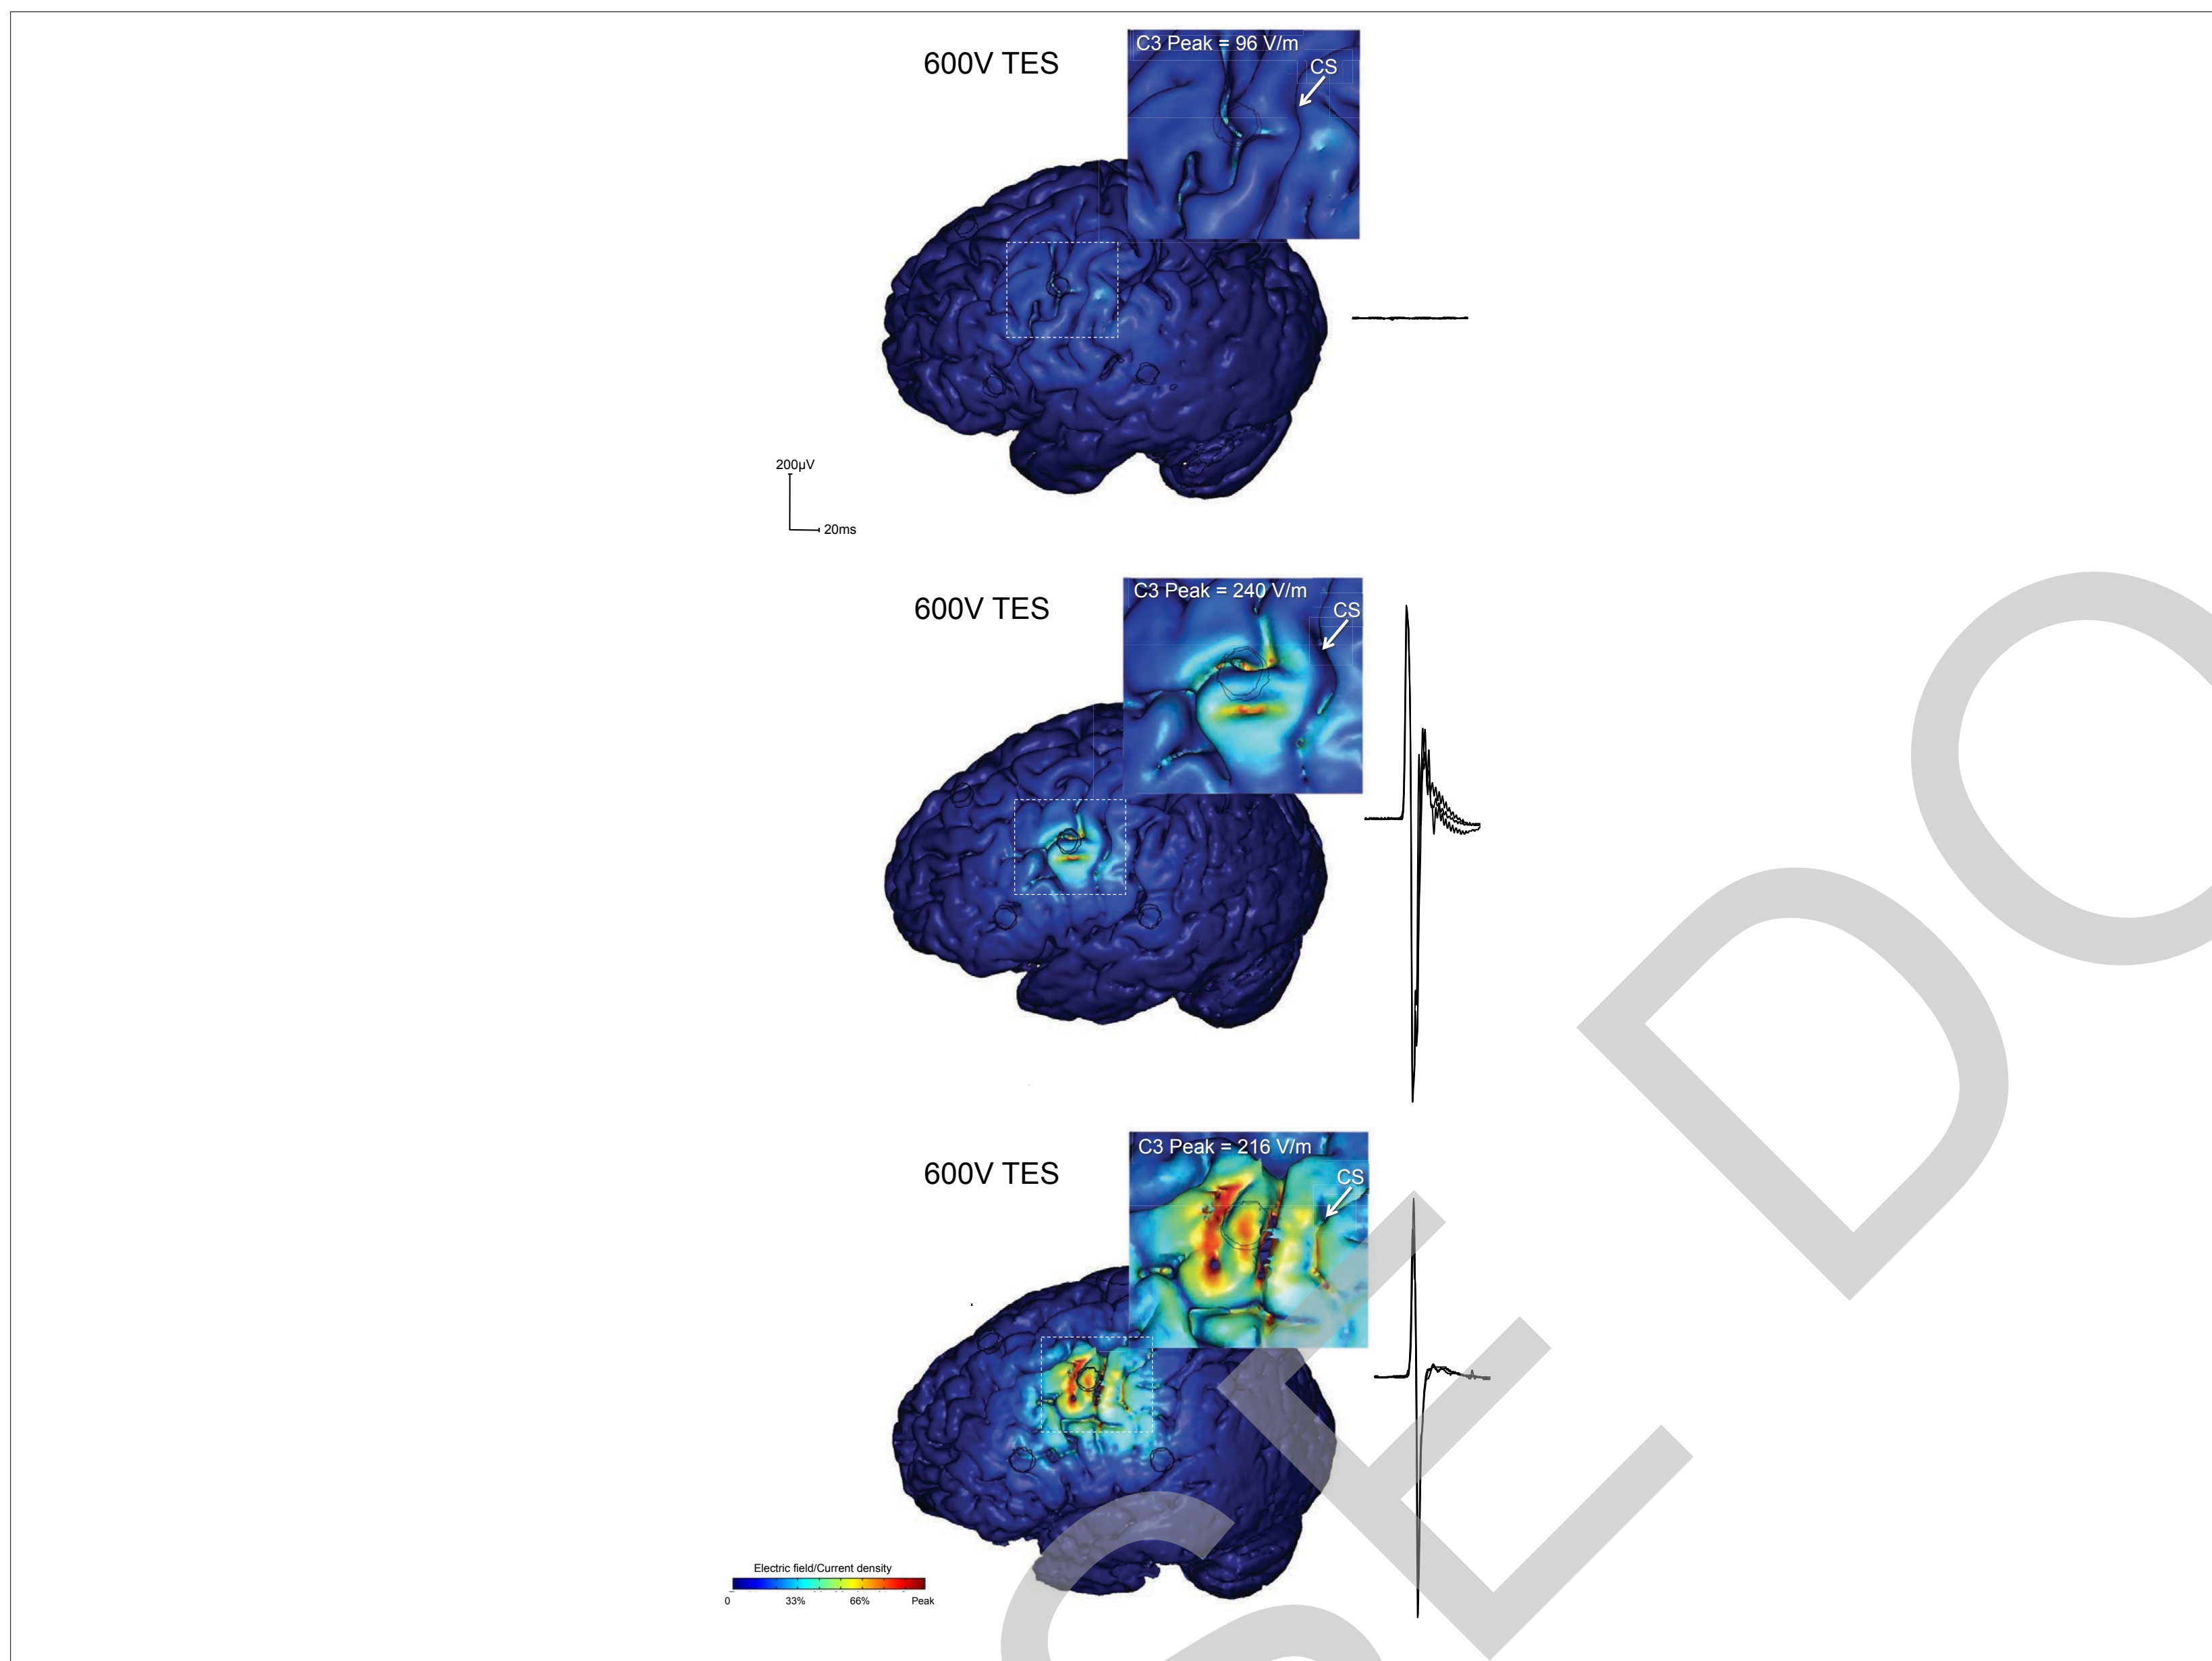 600V TES
C3 Peak = 96 V/m
CS
200µV
20ms
600V TES
C3 Peak = 240 V/m
CS
600V TES
C3 Peak = 216 V/m
CS
Electric field/Current density
0 33% 66% Peak